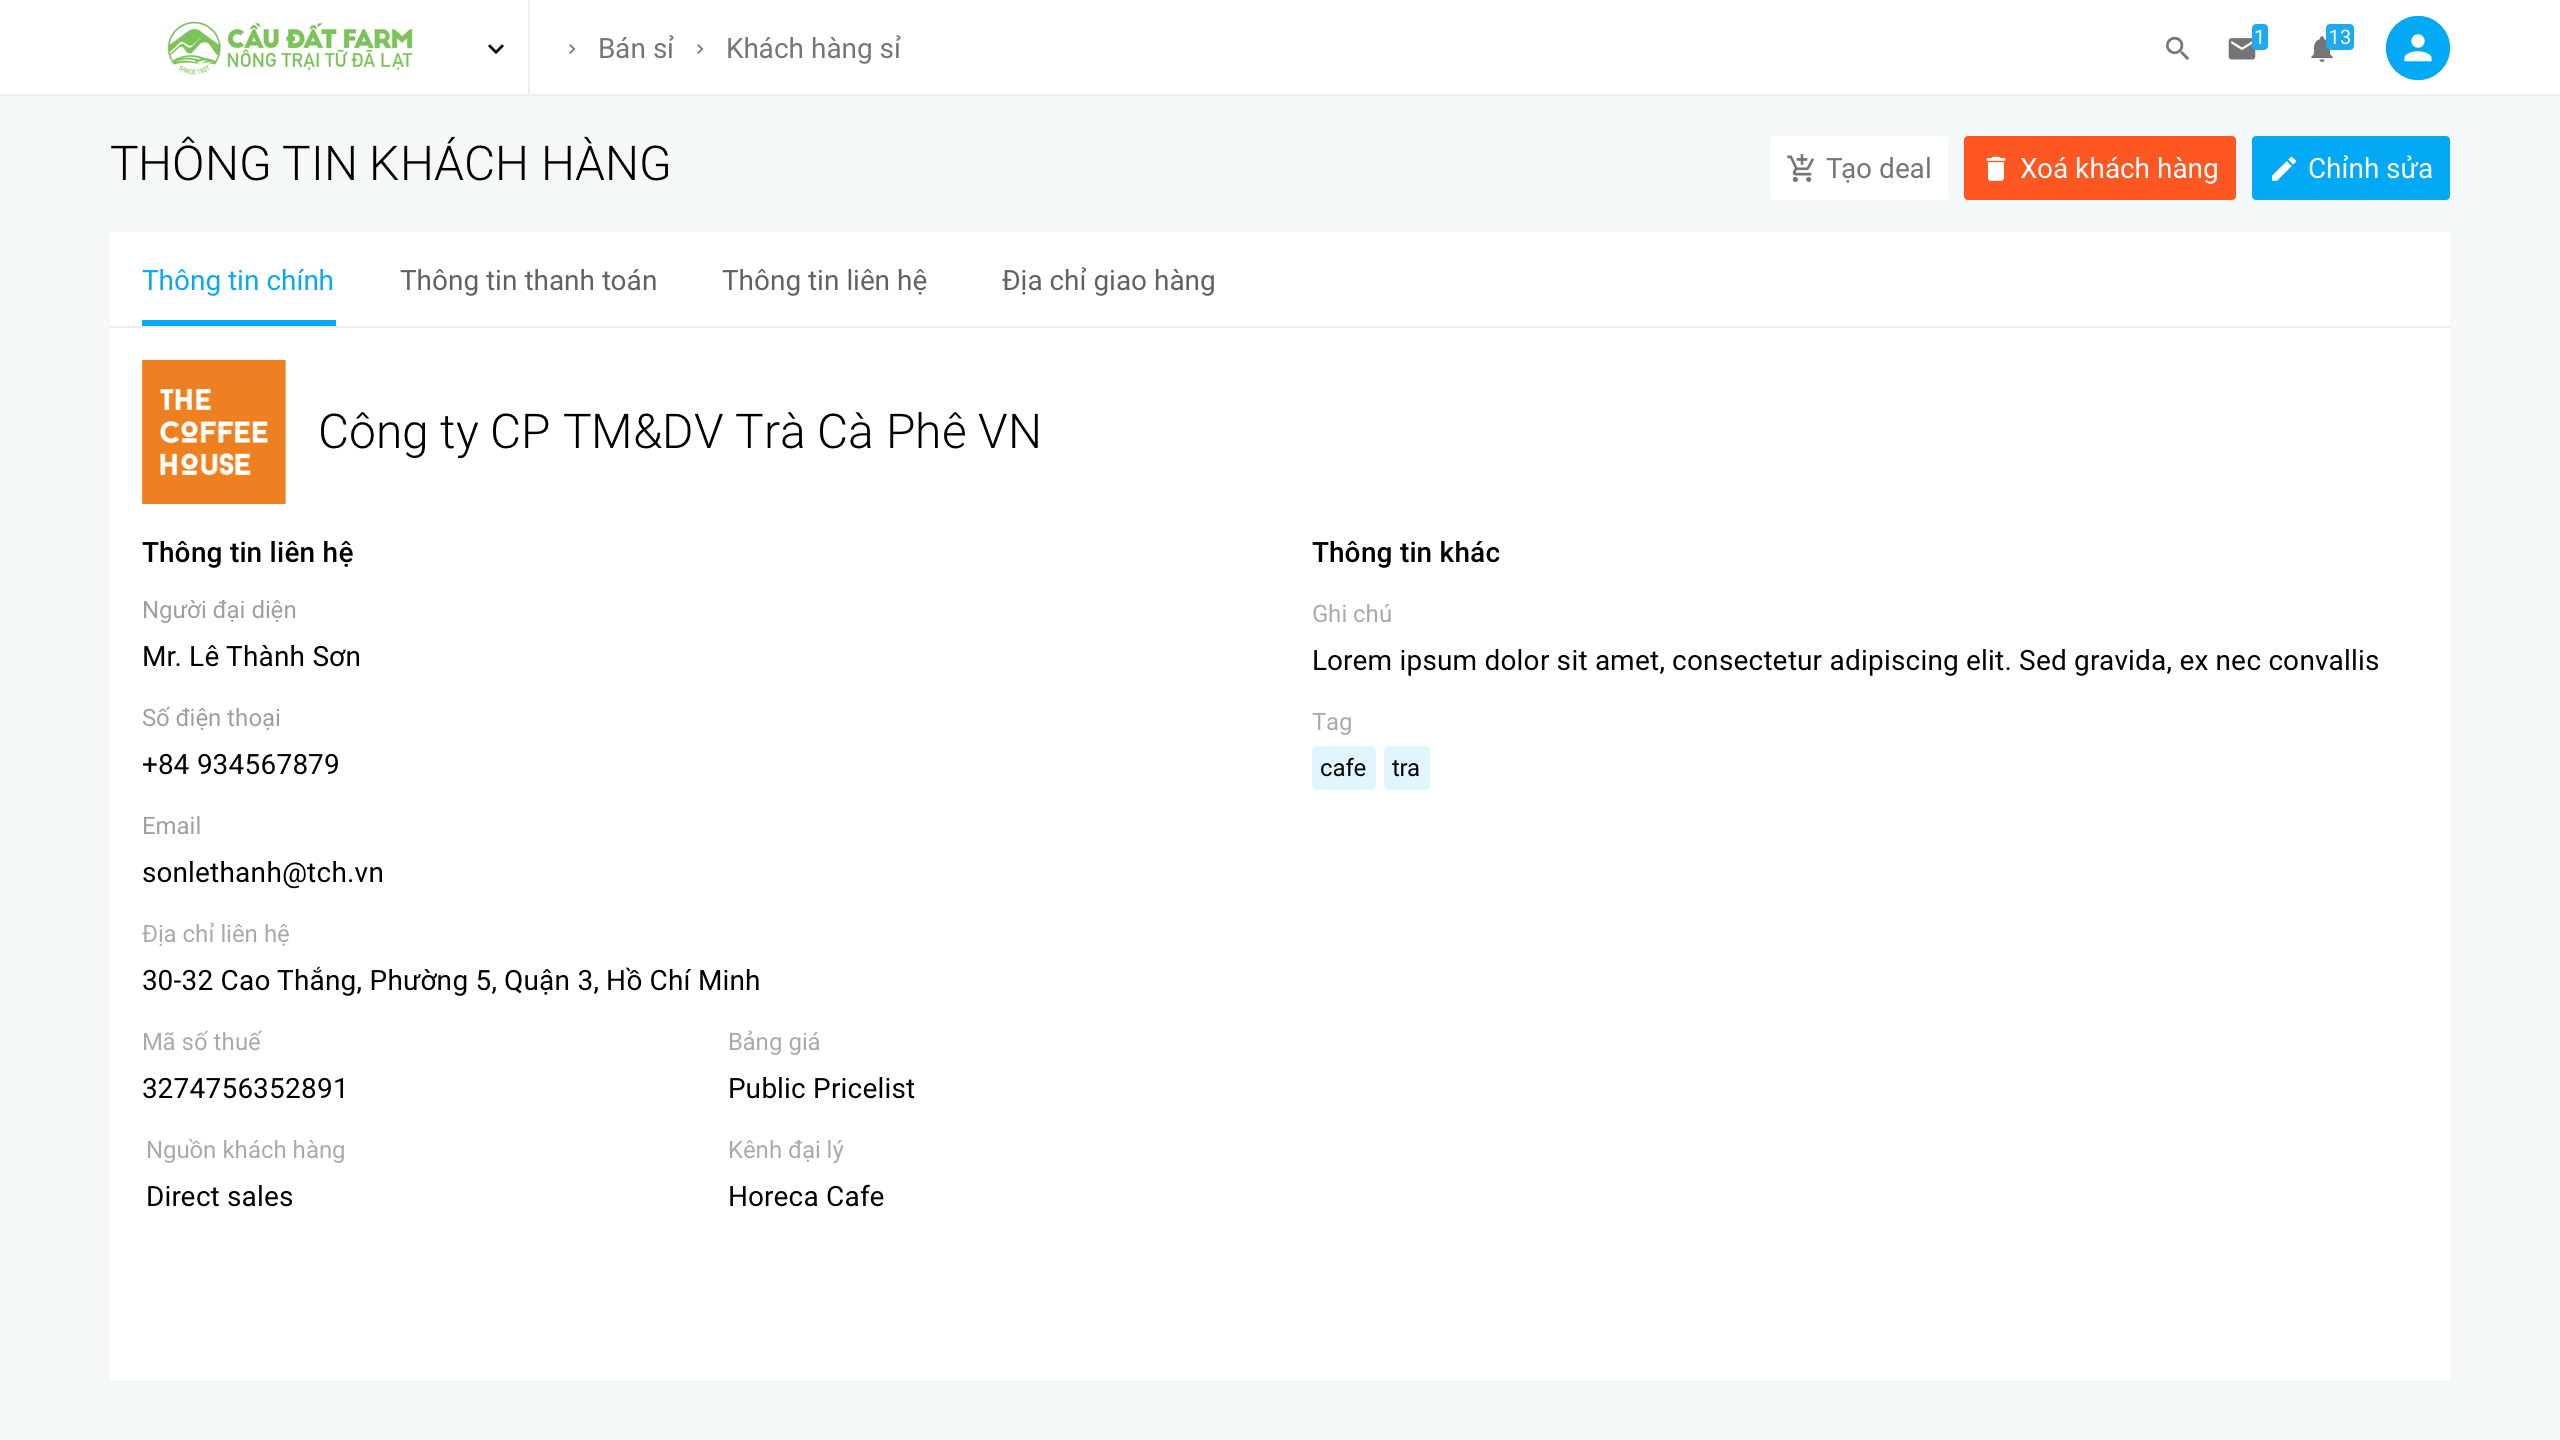 CẦU ĐẤT FARM
NÔNG TRẠI TỪ ĐÀ LẠT
SINCE 1927
Bán sỉ
Khách hàng sỉ
1
13
THÔNG TIN KHÁCH HÀNG
Tạo deal
Xoá khách hàng
Chỉnh sửa
Thông tin chính
Thông tin thanh toán
Thông tin liên hệ
Địa chỉ giao hàng
THE
COFFEE
HOUSE
Công ty CP TM&DV Trà Cà Phê VN
Thông tin liên hệ
Người đại diện
Mr. Lê Thành Sơn
Số điện thoại
+84 934567879
Email
sonlethanh@tch.vn
Địa chỉ liên hệ
30-32 Cao Thắng, Phường 5, Quận 3, Hồ Chí Minh
Mã số thuế
3274756352891
Bảng giá
Public Pricelist
Nguồn khách hàng
Direct sales
Kênh đại lý
Horeca Cafe
Thông tin khác
Ghi chú
Lorem ipsum dolor sit amet, consectetur adipiscing elit. Sed gravida, ex nec convallis
Tag
cafe
tra